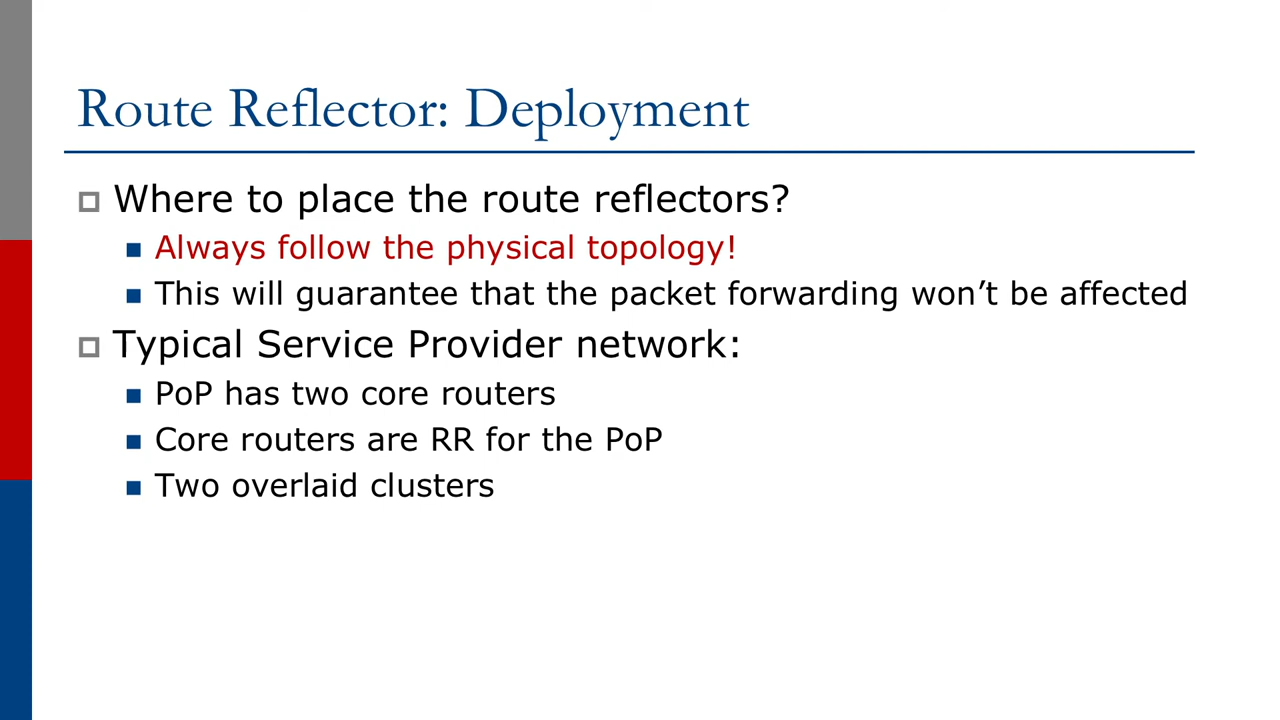 Route Reflector: Deployment
Where to place the route reflectors?
Always follow the physical topology!
This will guarantee that the packet forwarding won’t be affected
Typical Service Provider network:
PoP has two core routers
Core routers are RR for the PoP
Two overlaid clusters